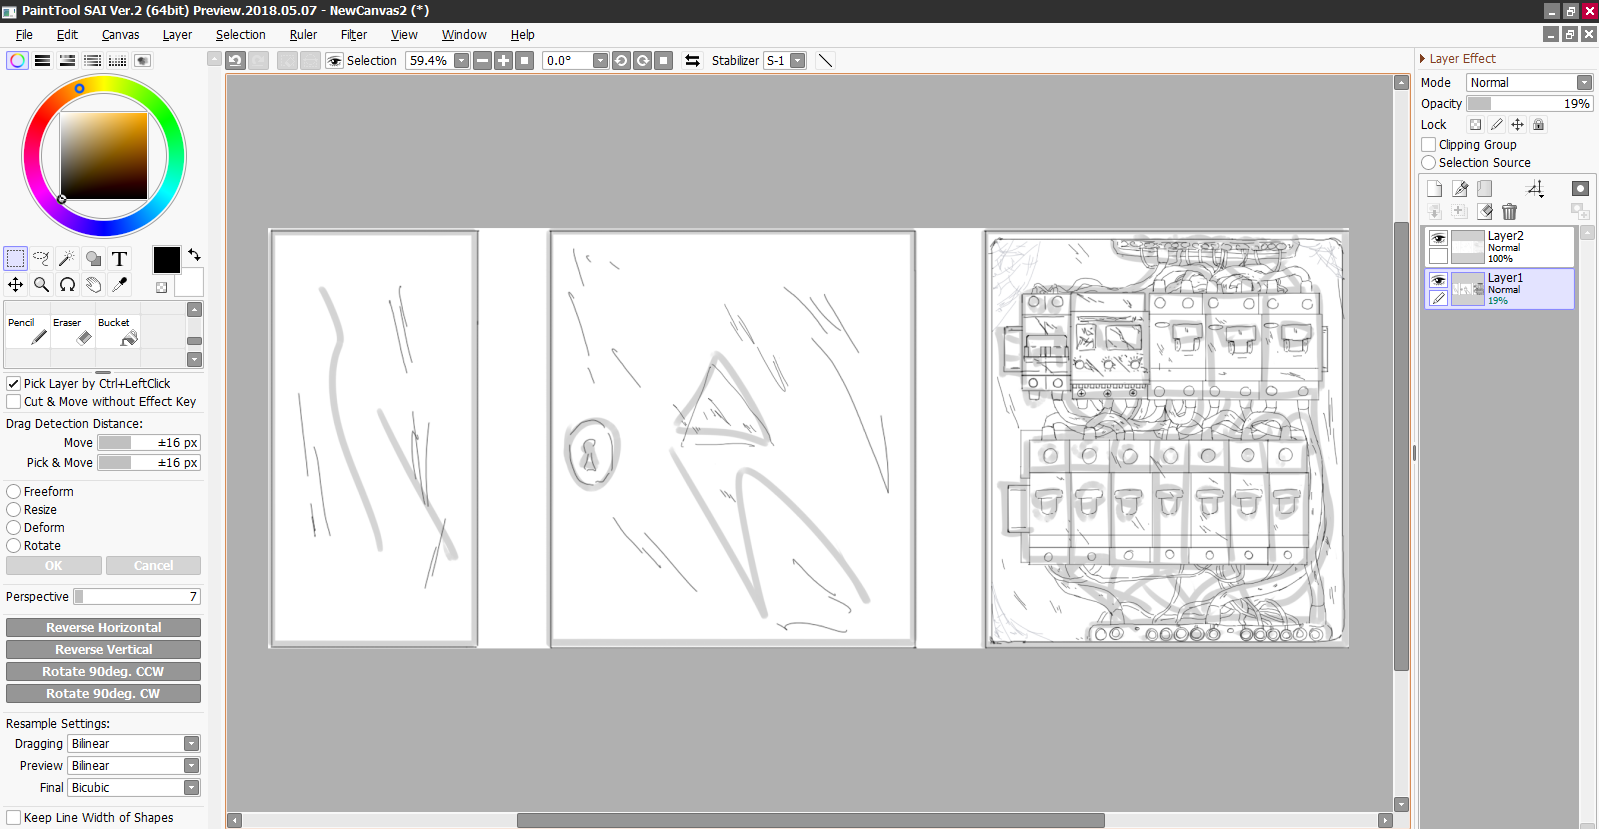 PaintTool SAI Ver.2 (64bit) Preview.2018.05.07 - NewCanvas2 (*)
File Edit Canvas Layer Selection Ruler Filter View Window Help
Selection 59.4% 0.0° Stabilizer S-1
T
Pencil Eraser Bucket
Pick Layer by Ctrl+LeftClick
Cut & Move without Effect Key
Drag Detection Distance:
Move ±16 px
Pick & Move ±16 px
Freeform
Resize
Deform
Rotate
OK Cancel
Perspective 7
Reverse Horizontal
Reverse Vertical
Rotate 90deg. CCW
Rotate 90deg. CW
Resample Settings:
Dragging Bilinear
Preview Bilinear
Final Bicubic
Keep Line Width of Shapes
Layer Effect
Mode Normal
Opacity 19%
Lock
Clipping Group
Selection Source
Layer2
Normal
100%
Layer1
Normal
19%